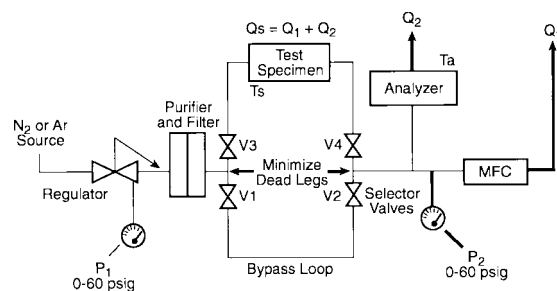 Qs = Q1 + Q2
Test
Specimen
Ts
Q2
Q
Ta
Analyzer
Purifier
and Filter
N2 or Ar
Source
V3
V4
Minimize
Dead Legs
MFC
Regulator
V1
V2
Selector
Valves
P1
0-60 psig
Bypass Loop
P2
0-60 psig